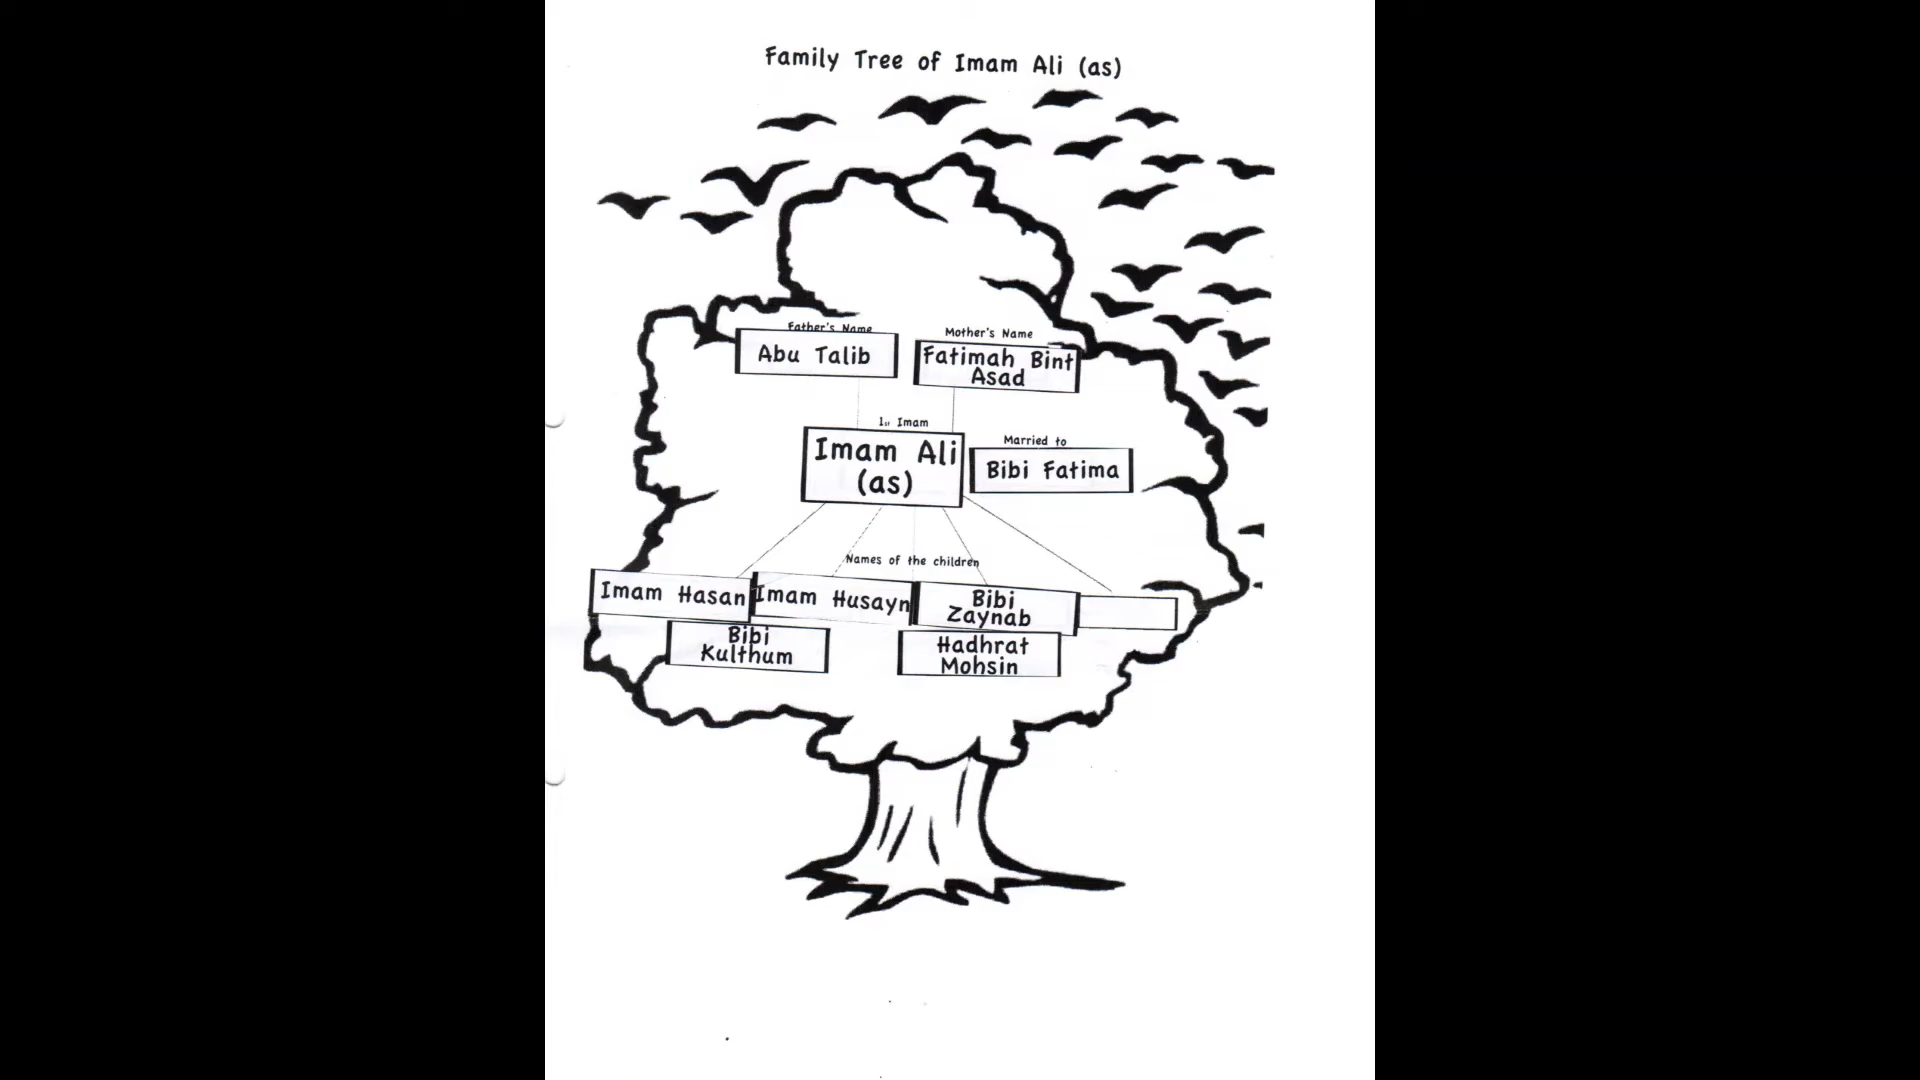 Family Tree of Imam Ali (as)
Father's Name
Mother's Name
Abu Talib
Fatimah Bint
Asad
1st Imam
Imam Ali
(as)
Married to
Bibi Fatima
Names of the children
Imam Hasan
Imam Husayn
Bibi
Zaynab
Bibi
Kulthum
Hadhrat
Mohsin